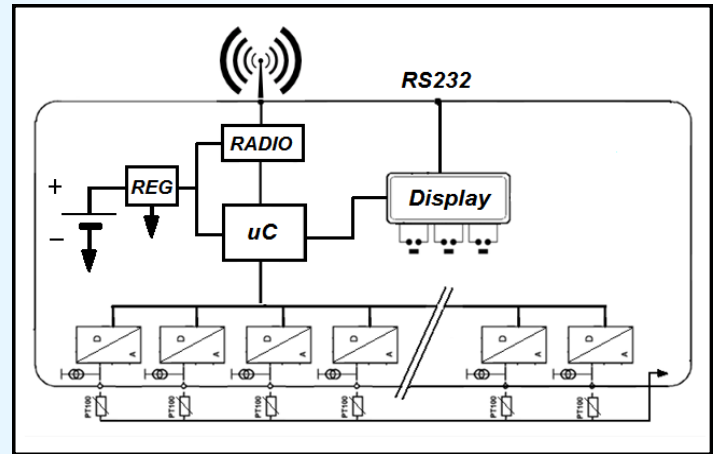 RS232
RADIO
+
REG
Display
uC
−
D
A
D
A
D
A
D
A
D
A
D
A
PT100
PT100
PT100
PT100
PT100
PT100